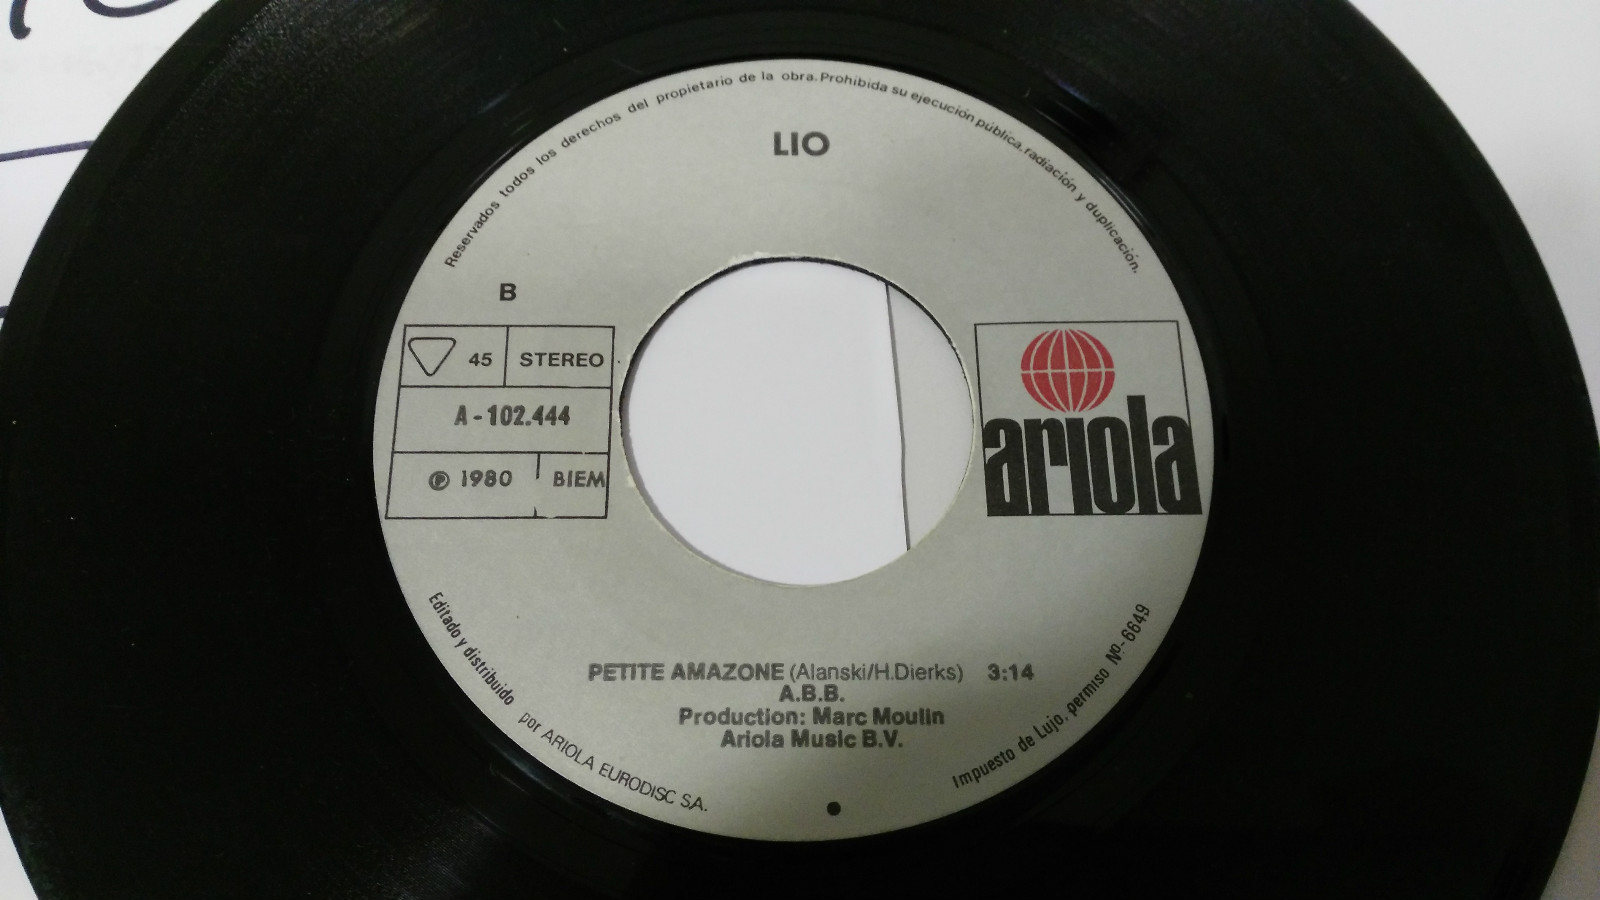 Reservados todos los derechos del propietario de la obra. Prohibida su ejecución pública, radiación y duplicación.
LIO
B
45 STEREO
A-102.444
℗ 1980 BIEM
ariola
PETITE AMAZONE (Alanski/H.Dierks) 3:14
A.B.B.
Production: Marc Moulin
Ariola Music B.V.
Editado y distribuido por ARIOLA EURODISC SA.
Impuesto de Lujo, permiso Nº-6649